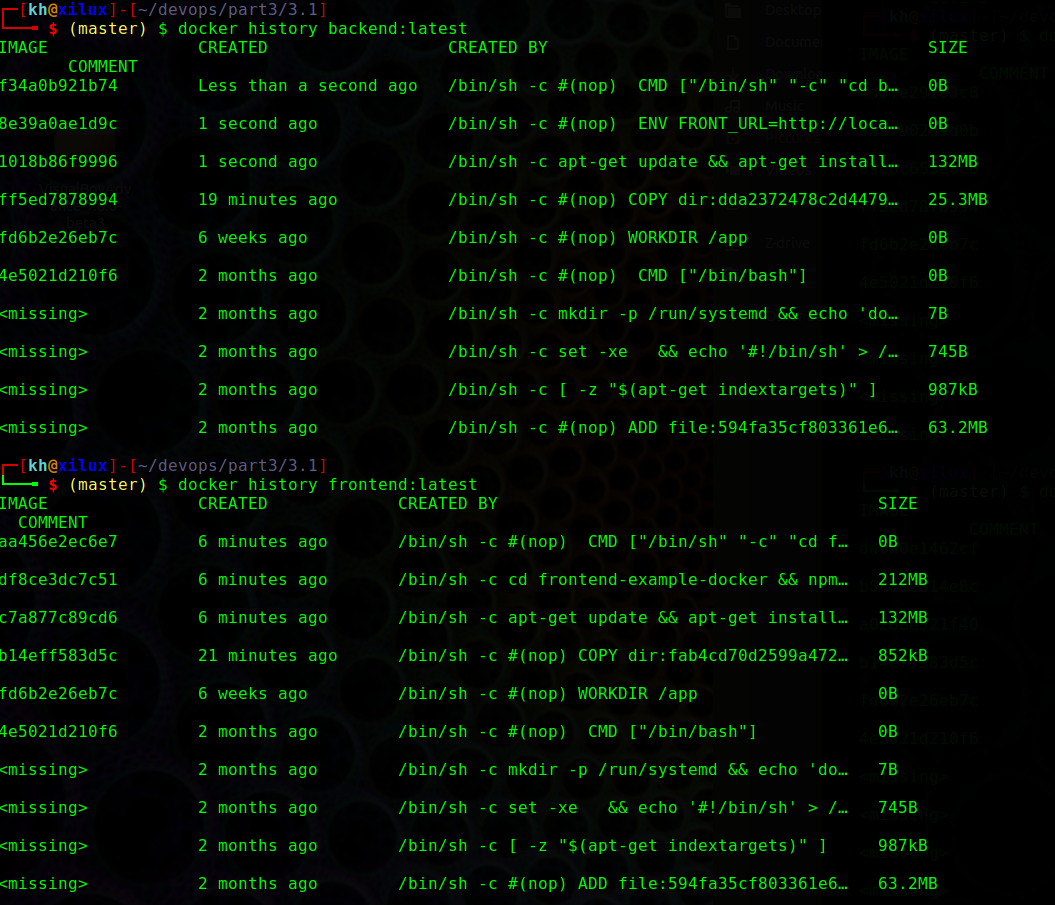 ┌─[kh@xilux]-[~/devops/part3/3.1]
└──╼ $ (master) $ docker history backend:latest
IMAGE CREATED CREATED BY SIZE
COMMENT
f34a0b921b74 Less than a second ago /bin/sh -c #(nop)  CMD ["/bin/sh" "-c" "cd b… 0B
8e39a0ae1d9c 1 second ago /bin/sh -c #(nop)  ENV FRONT_URL=http://loca… 0B
1018b86f9996 1 second ago /bin/sh -c apt-get update && apt-get install… 132MB
ff5ed7878994 19 minutes ago /bin/sh -c #(nop) COPY dir:dda2372478c2d4479… 25.3MB
fd6b2e26eb7c 6 weeks ago /bin/sh -c #(nop) WORKDIR /app 0B
4e5021d210f6 2 months ago /bin/sh -c #(nop)  CMD ["/bin/bash"] 0B
<missing> 2 months ago /bin/sh -c mkdir -p /run/systemd && echo 'do… 7B
<missing> 2 months ago /bin/sh -c set -xe   && echo '#!/bin/sh' > /… 745B
<missing> 2 months ago /bin/sh -c [ -z "$(apt-get indextargets)" ] 987kB
<missing> 2 months ago /bin/sh -c #(nop) ADD file:594fa35cf803361e6… 63.2MB
┌─[kh@xilux]-[~/devops/part3/3.1]
└──╼ $ (master) $ docker history frontend:latest
IMAGE CREATED CREATED BY SIZE
COMMENT
aa456e2ec6e7 6 minutes ago /bin/sh -c #(nop)  CMD ["/bin/sh" "-c" "cd f… 0B
df8ce3dc7c51 6 minutes ago /bin/sh -c cd frontend-example-docker && npm… 212MB
c7a877c89cd6 6 minutes ago /bin/sh -c apt-get update && apt-get install… 132MB
b14eff583d5c 21 minutes ago /bin/sh -c #(nop) COPY dir:fab4cd70d2599a472… 852kB
fd6b2e26eb7c 6 weeks ago /bin/sh -c #(nop) WORKDIR /app 0B
4e5021d210f6 2 months ago /bin/sh -c #(nop)  CMD ["/bin/bash"] 0B
<missing> 2 months ago /bin/sh -c mkdir -p /run/systemd && echo 'do… 7B
<missing> 2 months ago /bin/sh -c set -xe   && echo '#!/bin/sh' > /… 745B
<missing> 2 months ago /bin/sh -c [ -z "$(apt-get indextargets)" ] 987kB
<missing> 2 months ago /bin/sh -c #(nop) ADD file:594fa35cf803361e6… 63.2MB